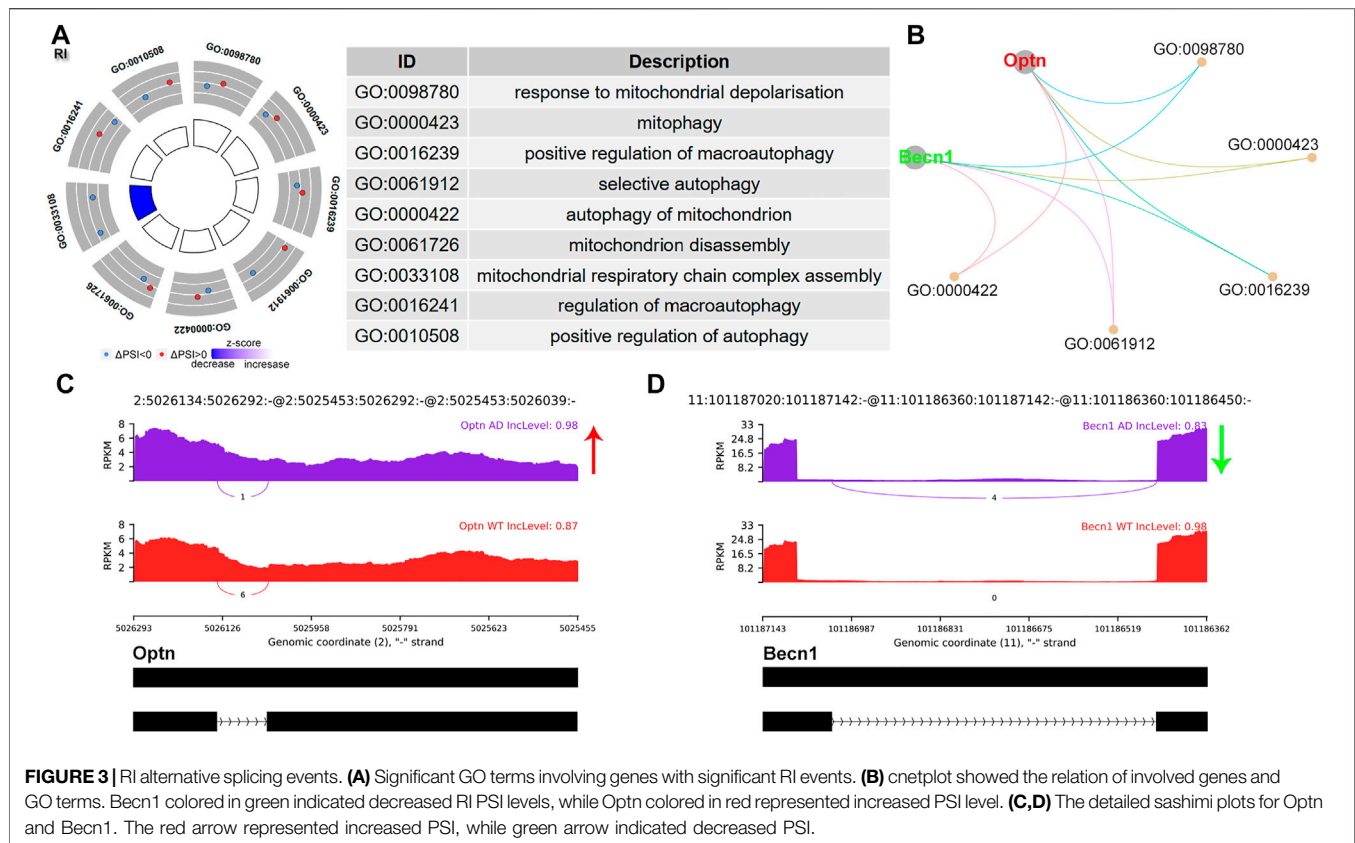 A
RI
GO:0010508
GO:0098780
GO:0000423
GO:0016239
GO:0061912
GO:0000422
GO:0061726
GO:0033108
GO:0016241
ΔPSI<0
ΔPSI>0
z-score
decrease
incresase
ID Description
GO:0098780 response to mitochondrial depolarisation
GO:0000423 mitophagy
GO:0016239 positive regulation of macroautophagy
GO:0061912 selective autophagy
GO:0000422 autophagy of mitochondrion
GO:0061726 mitochondrion disassembly
GO:0033108 mitochondrial respiratory chain complex assembly
GO:0016241 regulation of macroautophagy
GO:0010508 positive regulation of autophagy
B
Optn
GO:0098780
Becn1
GO:0000423
GO:0000422
GO:0016239
GO:0061912
C
2:5026134:5026292:-@2:5025453:5026292:-@2:5025453:5026039:-
Optn AD IncLevel: 0.98
RPKM
8
6
4
2
1
Optn WT IncLevel: 0.87
RPKM
8
6
4
2
6
5026293 5026126 5025958 5025791 5025623 5025455
Genomic coordinate (2), "-" strand
Optn
D
11:101187020:101187142:-@11:101186360:101187142:-@11:101186360:101186450:-
Becn1 AD IncLevel: 0.83
RPKM
33
24.8
16.5
8.2
4
Becn1 WT IncLevel: 0.98
RPKM
33
24.8
16.5
8.2
0
101187143 101186987 101186831 101186675 101186519 101186362
Genomic coordinate (11), "-" strand
Becn1
FIGURE 3 | RI alternative splicing events. (A) Significant GO terms involving genes with significant RI events. (B) cnetplot showed the relation of involved genes and
GO terms. Becn1 colored in green indicated decreased RI PSI levels, while Optn colored in red represented increased PSI level. (C,D) The detailed sashimi plots for Optn
and Becn1. The red arrow represented increased PSI, while green arrow indicated decreased PSI.